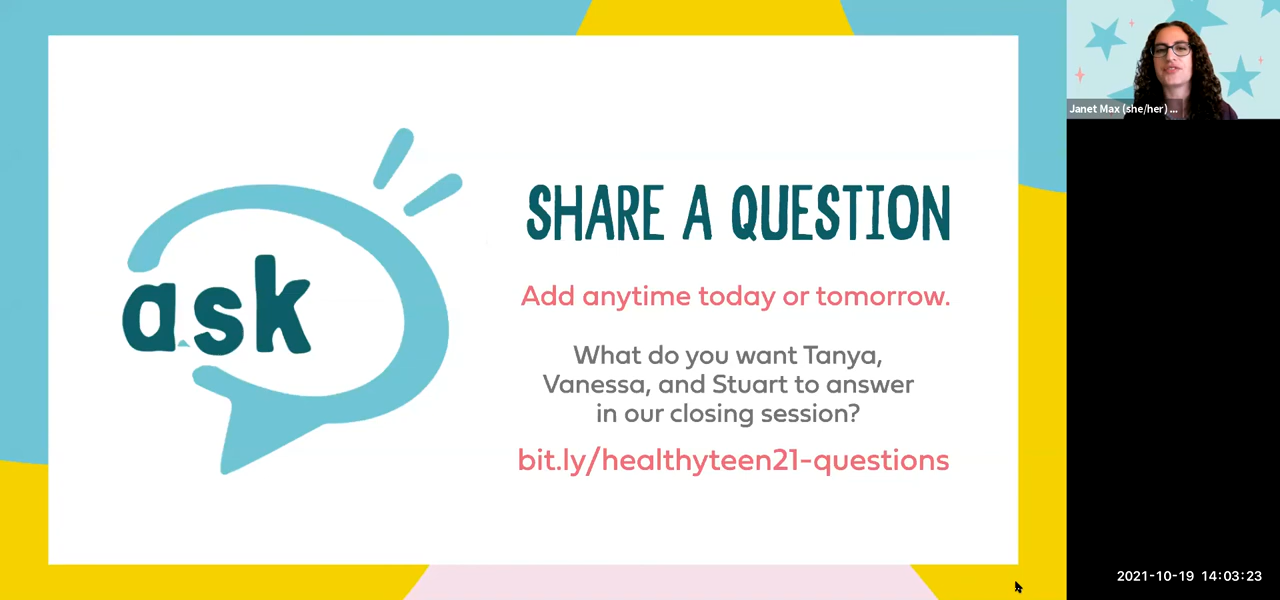 ask
SHARE A QUESTION
Add anytime today or tomorrow.
What do you want Tanya,
Vanessa, and Stuart to answer
in our closing session?
bit.ly/healthyteen21-questions
Janet Max (she/her) ...
2021-10-19 14:03:23